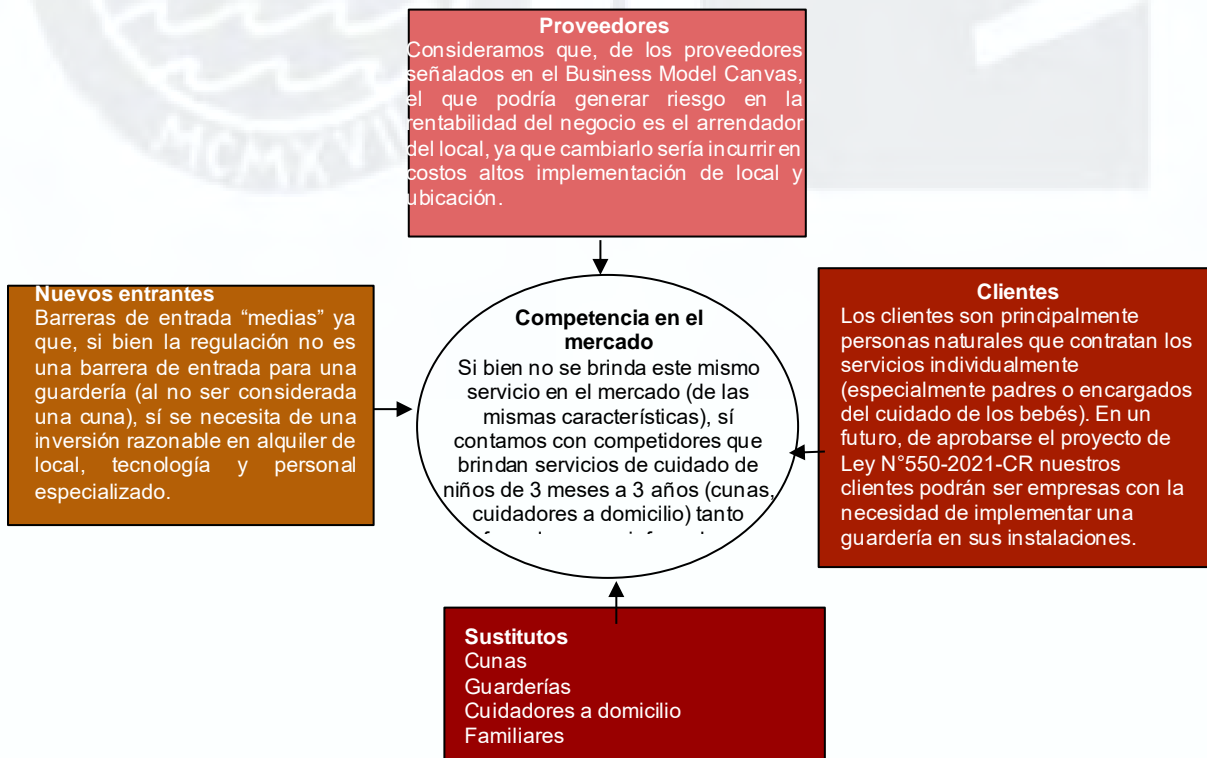 Proveedores
Consideramos que, de los proveedores
señalados en el Business Model Canvas,
el que podría generar riesgo en la
rentabilidad del negocio es el arrendador
del local, ya que cambiarlo sería incurrir en
costos altos implementación de local y
ubicación.
Nuevos entrantes
Barreras de entrada “medias” ya
que, si bien la regulación no es
una barrera de entrada para una
guardería (al no ser considerada
una cuna), sí se necesita de una
inversión razonable en alquiler de
local, tecnología y personal
especializado.
Competencia en el
mercado
Si bien no se brinda este mismo
servicio en el mercado (de las
mismas características), sí
contamos con competidores que
brindan servicios de cuidado de
niños de 3 meses a 3 años (cunas,
cuidadores a domicilio) tanto
Clientes
Los clientes son principalmente
personas naturales que contratan los
servicios individualmente
(especialmente padres o encargados
del cuidado de los bebés). En un
futuro, de aprobarse el proyecto de
Ley N°550-2021-CR nuestros
clientes podrán ser empresas con la
necesidad de implementar una
guardería en sus instalaciones.
Sustitutos
Cunas
Guarderías
Cuidadores a domicilio
Familiares